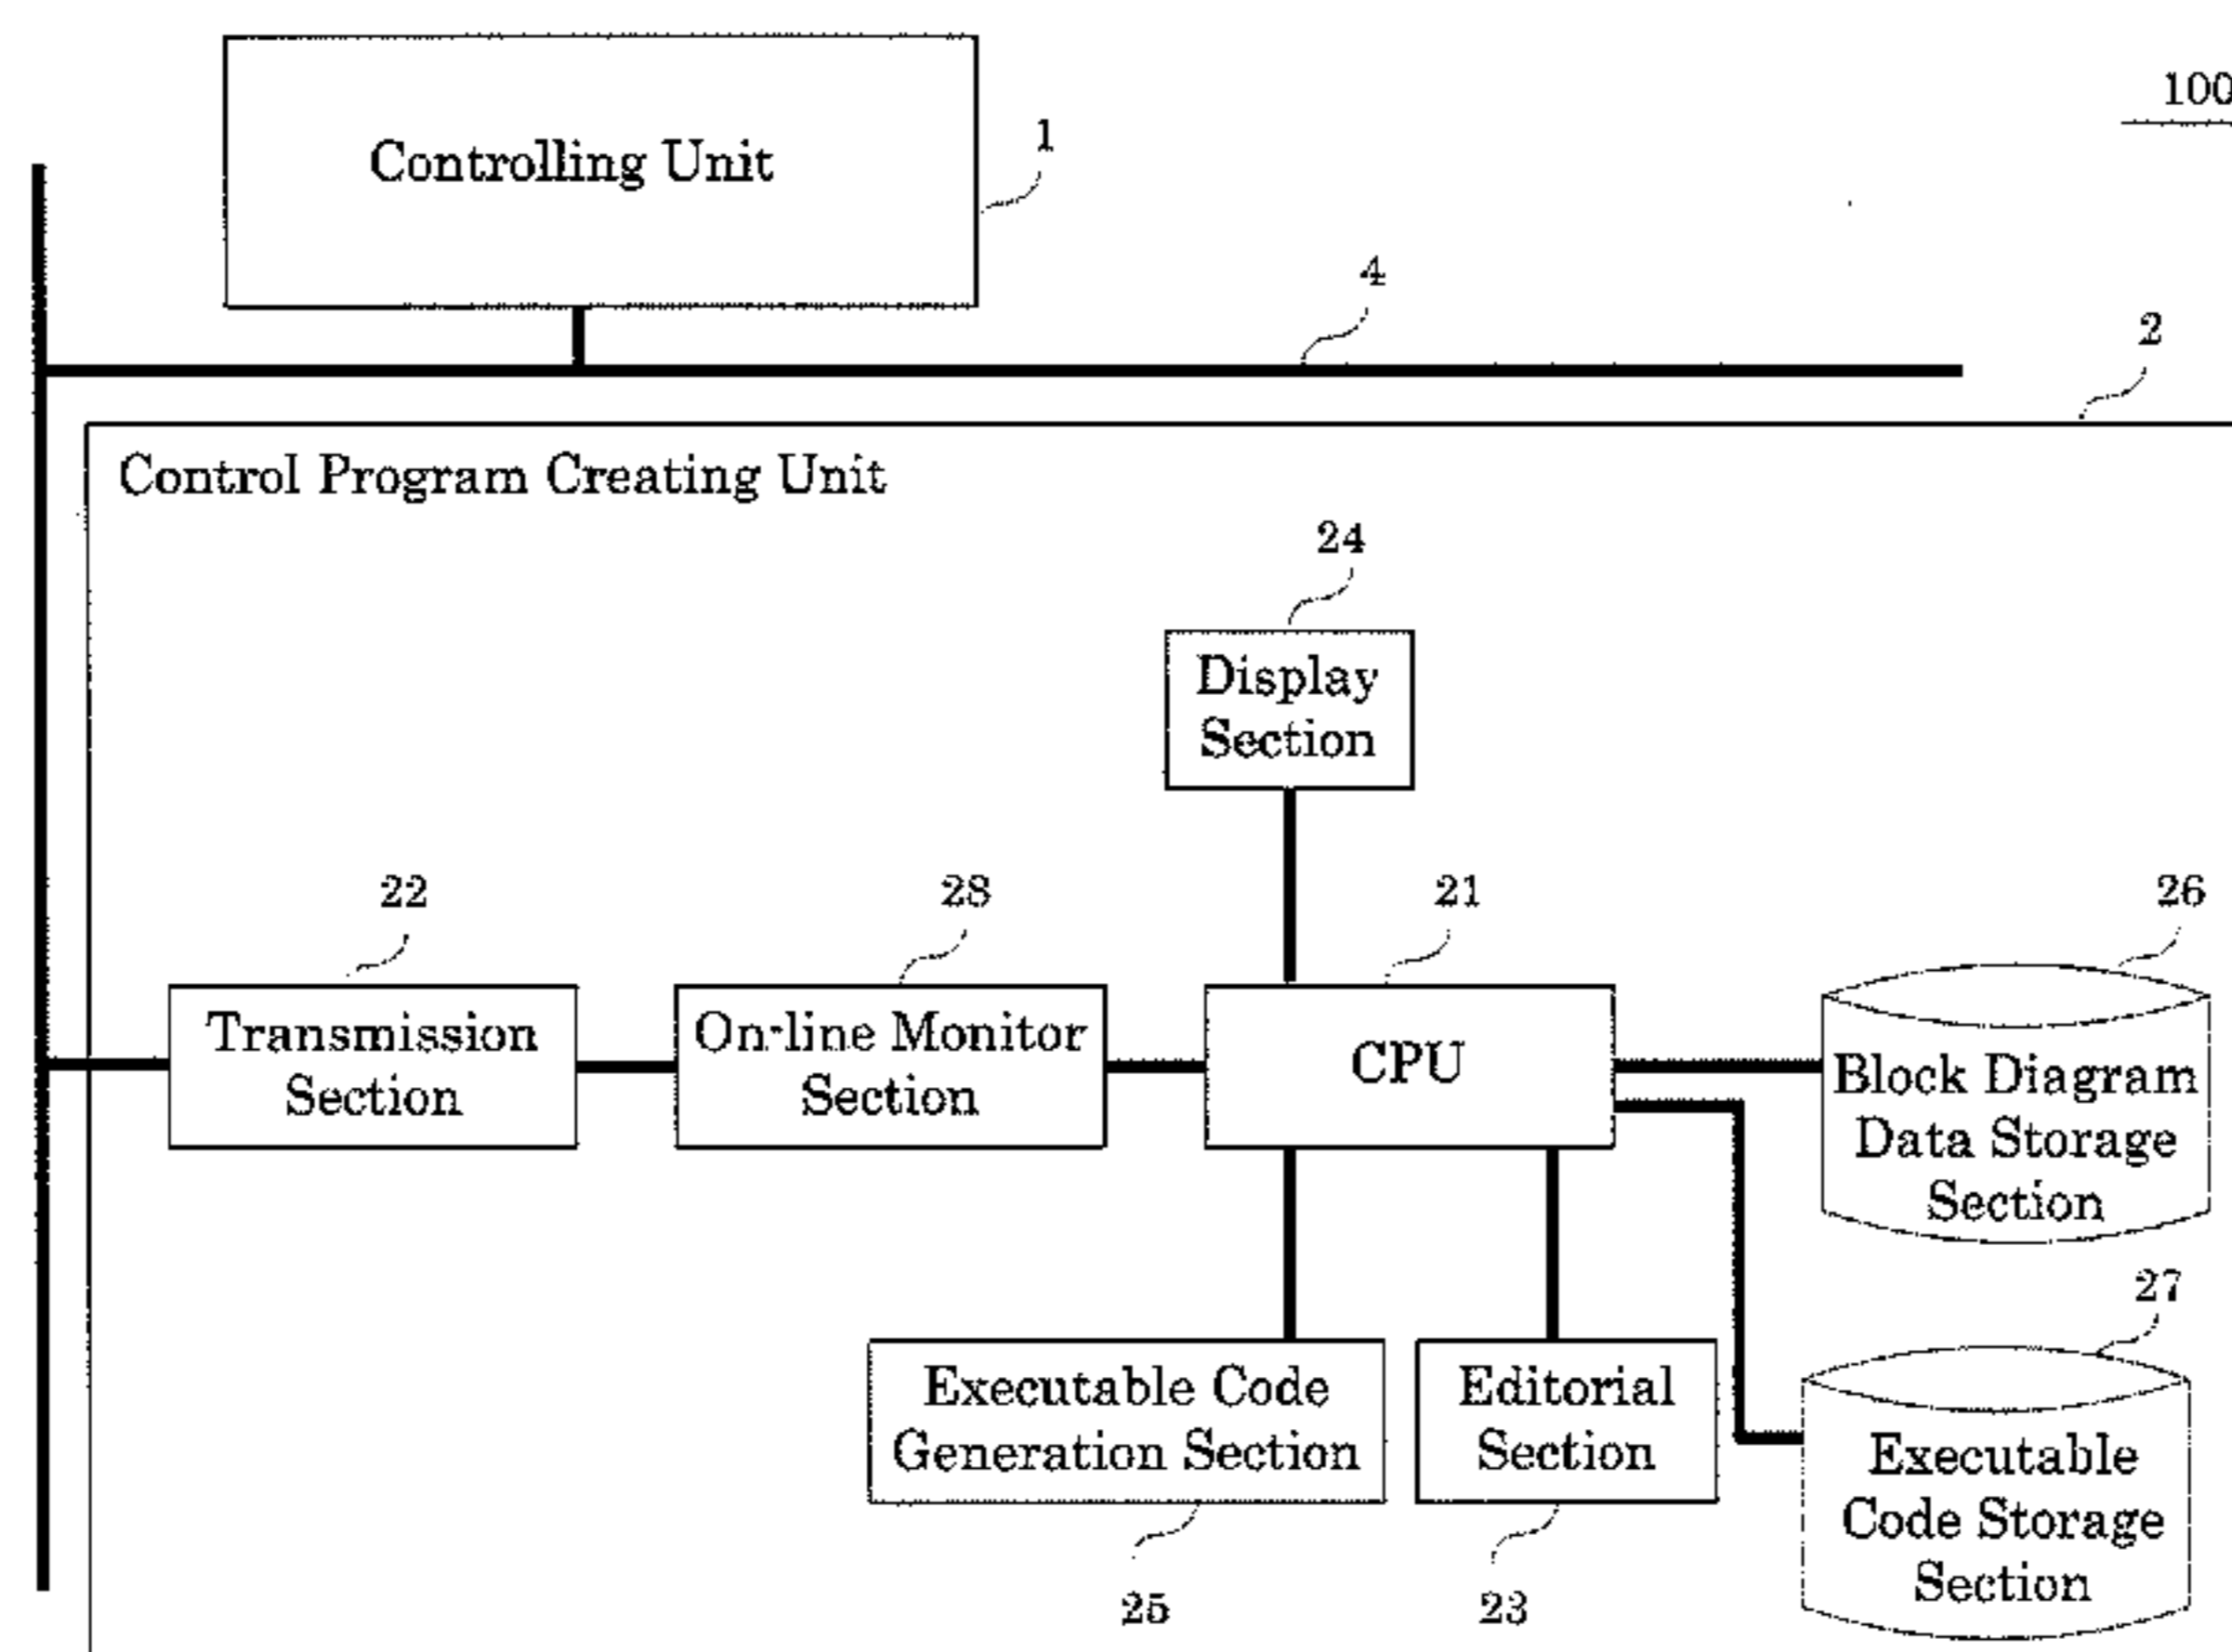 100
Controlling Unit
1
4
2
Control Program Creating Unit
24
Display
Section
22
28
21
26
Transmission
Section
On-line Monitor
Section
CPU
Block Diagram
Data Storage
Section
27
Executable Code
Generation Section
Editorial
Section
Executable
Code Storage
Section
25
23